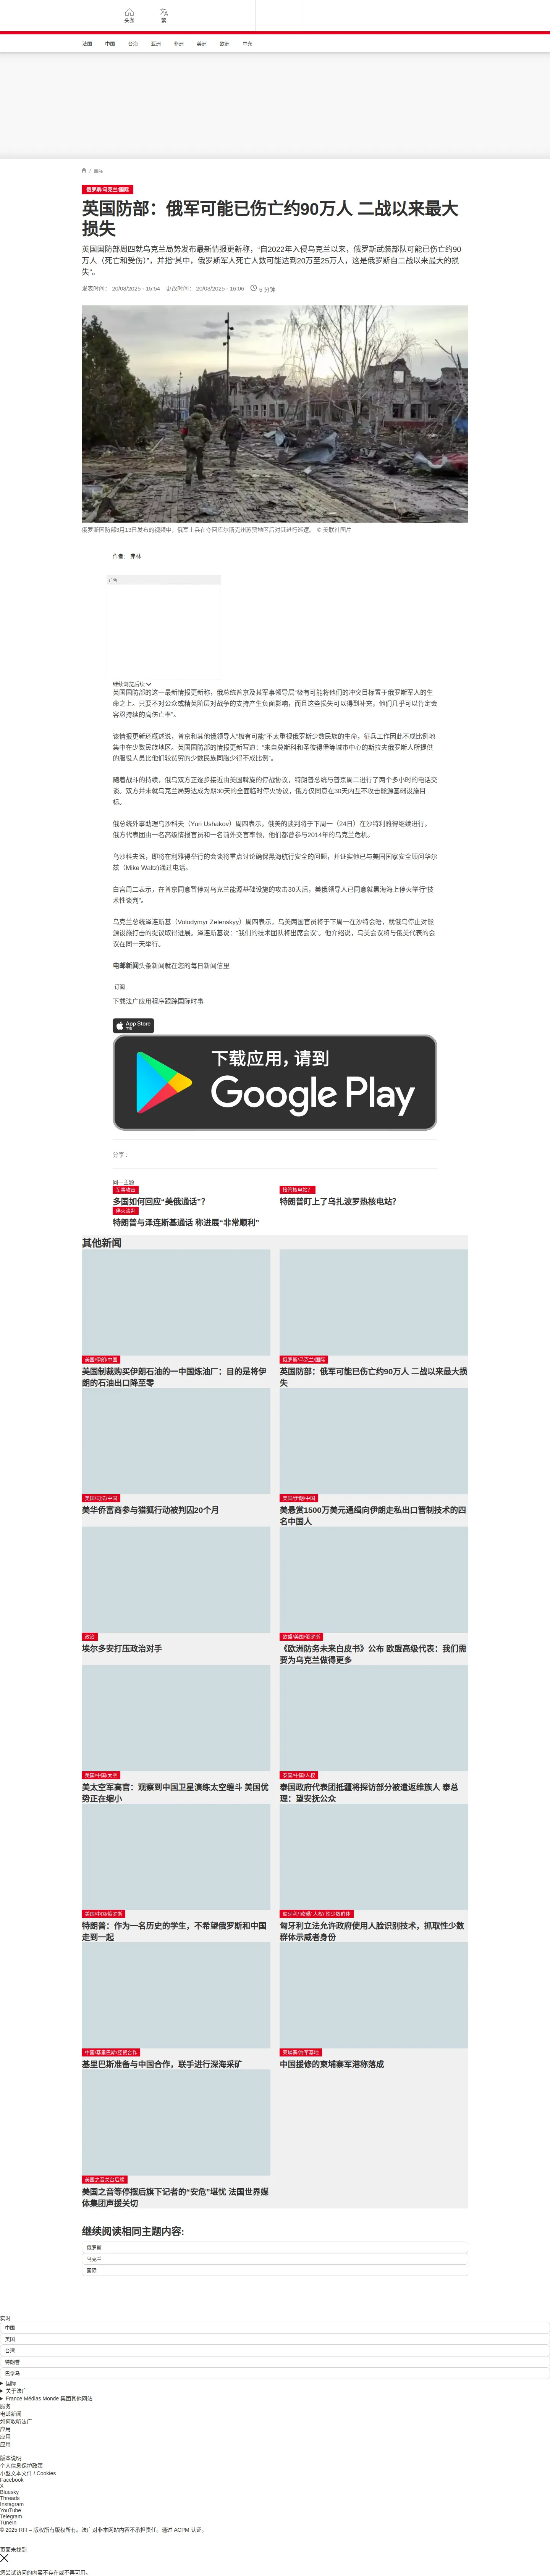 头条
繁
法国 中国 台海 亚洲 非洲 美洲 欧洲 中东
/ 国际
俄罗斯/乌克兰/国际
英国防部：俄军可能已伤亡约90万人 二战以来最大
损失
英国国防部周四就乌克兰局势发布最新情报更新称，“自2022年入侵乌克兰以来，俄罗斯武装部队可能已伤亡约90
万人（死亡和受伤）”，并指“其中，俄罗斯军人死亡人数可能达到20万至25万人，这是俄罗斯自二战以来最大的损
失”。
发表时间： 20/03/2025 - 15:54 更改时间： 20/03/2025 - 16:06 5 分钟
俄罗斯国防部3月13日发布的视频中，俄军士兵在夺回库尔斯克州苏贾地区后对其进行巡逻。 © 美联社图片
作者： 弗林
广告
继续浏览后续
英国国防部的这一最新情报更新称，俄总统普京及其军事领导层“极有可能将他们的冲突目标置于俄罗斯军人的生
命之上。只要不对公众或精英阶层对战争的支持产生负面影响，而且这些损失可以得到补充，他们几乎可以肯定会
容忍持续的高伤亡率”。
该情报更新还概述说，普京和其他俄领导人“极有可能”不太重视俄罗斯少数民族的生命，征兵工作因此不成比例地
集中在少数民族地区。英国国防部的情报更新写道：“来自莫斯科和圣彼得堡等城市中心的斯拉夫俄罗斯人所提供
的服役人员比他们较贫穷的少数民族同胞少得不成比例”。
随着战斗的持续，俄乌双方正逐步接近由美国斡旋的停战协议，特朗普总统与普京周二进行了两个多小时的电话交
谈。双方并未就乌克兰局势达成为期30天的全面临时停火协议，俄方仅同意在30天内互不攻击能源基础设施目
标。
俄总统外事助理乌沙科夫（Yuri Ushakov）周四表示，俄美的谈判将于下周一（24日）在沙特利雅得继续进行，
俄方代表团由一名高级情报官员和一名前外交官率领，他们都曾参与2014年的乌克兰危机。
乌沙科夫说，即将在利雅得举行的会谈将重点讨论确保黑海航行安全的问题，并证实他已与美国国家安全顾问华尔
兹（Mike Waltz)通过电话。
白宫周二表示，在普京同意暂停对乌克兰能源基础设施的攻击30天后，美俄领导人已同意就黑海海上停火举行“技
术性谈判”。
乌克兰总统泽连斯基（Volodymyr Zelenskyy）周四表示，乌美两国官员将于下周一在沙特会晤，就俄乌停止对能
源设施打击的提议取得进展。泽连斯基说：“我们的技术团队将出席会议”。他介绍说，乌美会议将与俄美代表的会
议在同一天举行。
电邮新闻头条新闻就在您的每日新闻信里
订阅
下载法广应用程序跟踪国际时事
App Store
下载
下载应用，请到
Google Play
分享 :
同一主题
军事攻击
多国如何回应“美俄通话”？
接管核电站？
特朗普盯上了乌扎波罗热核电站？
停火谈判
特朗普与泽连斯基通话 称进展“非常顺利”
其他新闻
美国/伊朗/中国
美国制裁购买伊朗石油的一中国炼油厂：目的是将伊
朗的石油出口降至零
俄罗斯/乌克兰/国际
英国防部：俄军可能已伤亡约90万人 二战以来最大损
失
美国/司法/中国
美华侨富商参与猎狐行动被判囚20个月
美国/伊朗/中国
美悬赏1500万美元通缉向伊朗走私出口管制技术的四
名中国人
政治
埃尔多安打压政治对手
欧盟/美国/俄罗斯
《欧洲防务未来白皮书》公布 欧盟高级代表：我们需
要为乌克兰做得更多
美国/中国/太空
美太空军高官：观察到中国卫星演练太空缠斗 美国优
势正在缩小
泰国/中国/人权
泰国政府代表团抵疆将探访部分被遣返维族人 泰总
理：望安抚公众
美国/中国/俄罗斯
特朗普：作为一名历史的学生，不希望俄罗斯和中国
走到一起
匈牙利/ 欧盟/ 人权/ 性少数群体
匈牙利立法允许政府使用人脸识别技术，抓取性少数
群体示威者身份
中国/基里巴斯/经贸合作
基里巴斯准备与中国合作，联手进行深海采矿
柬埔寨/海军基地
中国援修的柬埔寨军港称落成
美国之音关台后续
美国之音等停摆后旗下记者的“安危”堪忧 法国世界媒
体集团声援关切
继续阅读相同主题内容:
俄罗斯
乌克兰
国际
实时
中国
美国
台湾
特朗普
巴拿马
国际
关于法广
France Médias Monde 集团其他网站
服务
电邮新闻
如何收听法广
应用
应用
应用
版本说明
个人信息保护政策
小型文本文件 / Cookies
Facebook
X
Bluesky
Threads
Instagram
YouTube
Telegram
TuneIn
© 2025 RFI – 版权所有版权所有。法广对非本网站内容不承担责任。通过 ACPM 认证。
页面未找到
您尝试访问的内容不存在或不再可用。